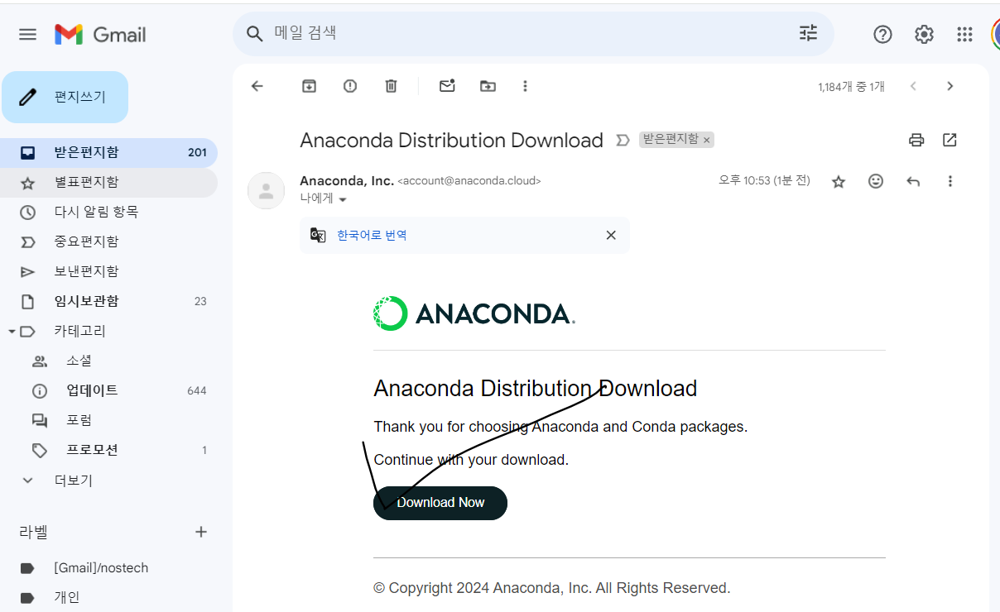 Gmail
메일 검색
편지쓰기
1,184개 중 1개
받은편지함 201
별표편지함
다시 알림 항목
중요편지함
보낸편지함
임시보관함 23
카테고리
소셜
업데이트 644
포럼
프로모션 1
더보기
라벨
[Gmail]/nostech
개인
Anaconda Distribution Download 받은편지함 ×
Anaconda, Inc. <account@anaconda.cloud> 오후 10:53 (1분 전)
나에게
한국어로 번역
ANACONDA.
Anaconda Distribution Download
Thank you for choosing Anaconda and Conda packages.
Continue with your download.
Download Now
© Copyright 2024 Anaconda, Inc. All Rights Reserved.